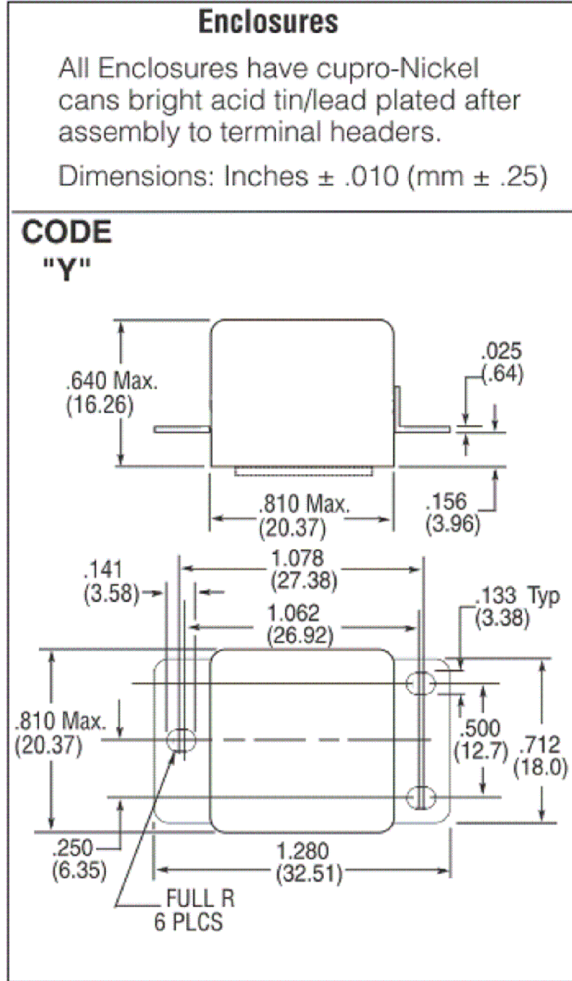 Enclosures
All Enclosures have cupro-Nickel
cans bright acid tin/lead plated after
assembly to terminal headers.
Dimensions: Inches ± .010 (mm ± .25)
CODE
"Y"
.640 Max.
(16.26)
.025
(.64)
.810 Max.
(20.37)
.156
(3.96)
.141
(3.58)
1.078
(27.38)
.133 Typ
(3.38)
1.062
(26.92)
.810 Max.
(20.37)
.500
(12.7)
.712
(18.0)
.250
(6.35)
1.280
(32.51)
FULL R
6 PLCS